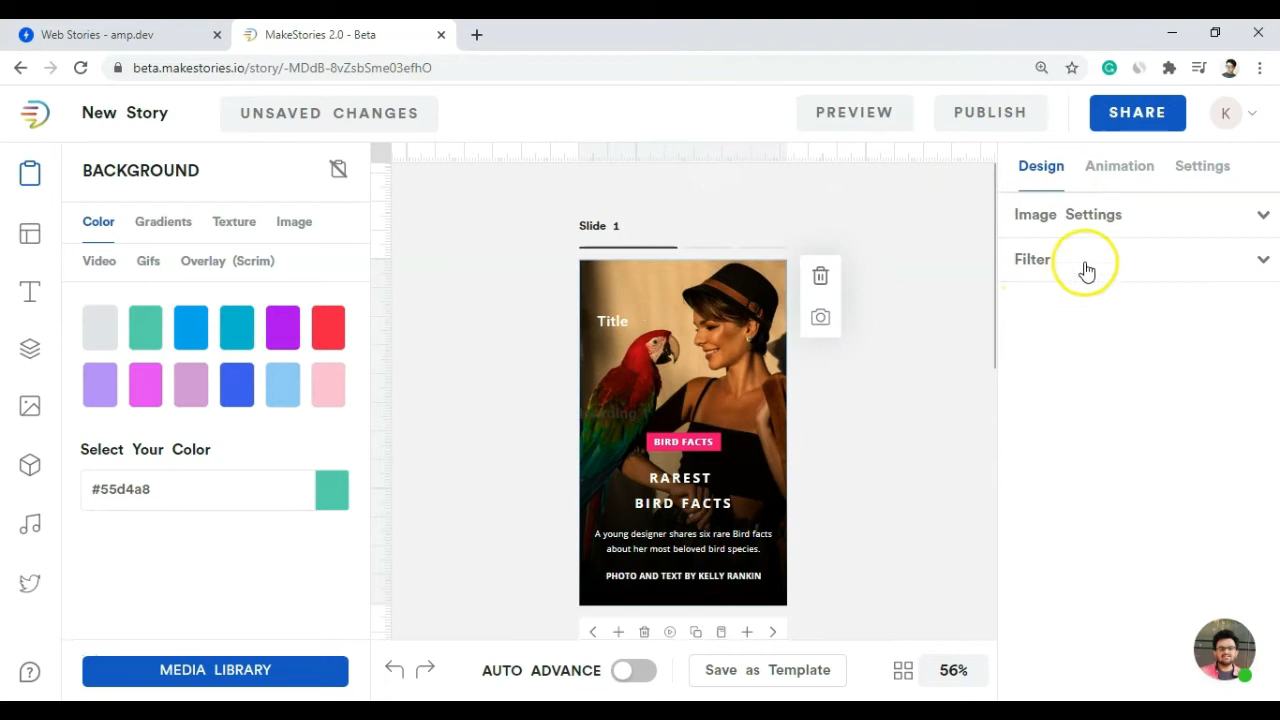 Web Stories - amp.dev
MakeStories 2.0 - Beta
beta.makestories.io/story/-MDdB-8vZsbSme03efhO
New Story
UNSAVED CHANGES
PREVIEW
PUBLISH
SHARE
K
BACKGROUND
Color Gradients Texture Image
Video Gifs Overlay (Scrim)
Select Your Color
#55d4a8
MEDIA LIBRARY
Slide 1
Title
BIRD FACTS
RAREST
BIRD FACTS
A young designer shares six rare Bird facts
about her most beloved bird species.
PHOTO AND TEXT BY KELLY RANKIN
AUTO ADVANCE
Save as Template
56%
Design Animation Settings
Image Settings
Filter